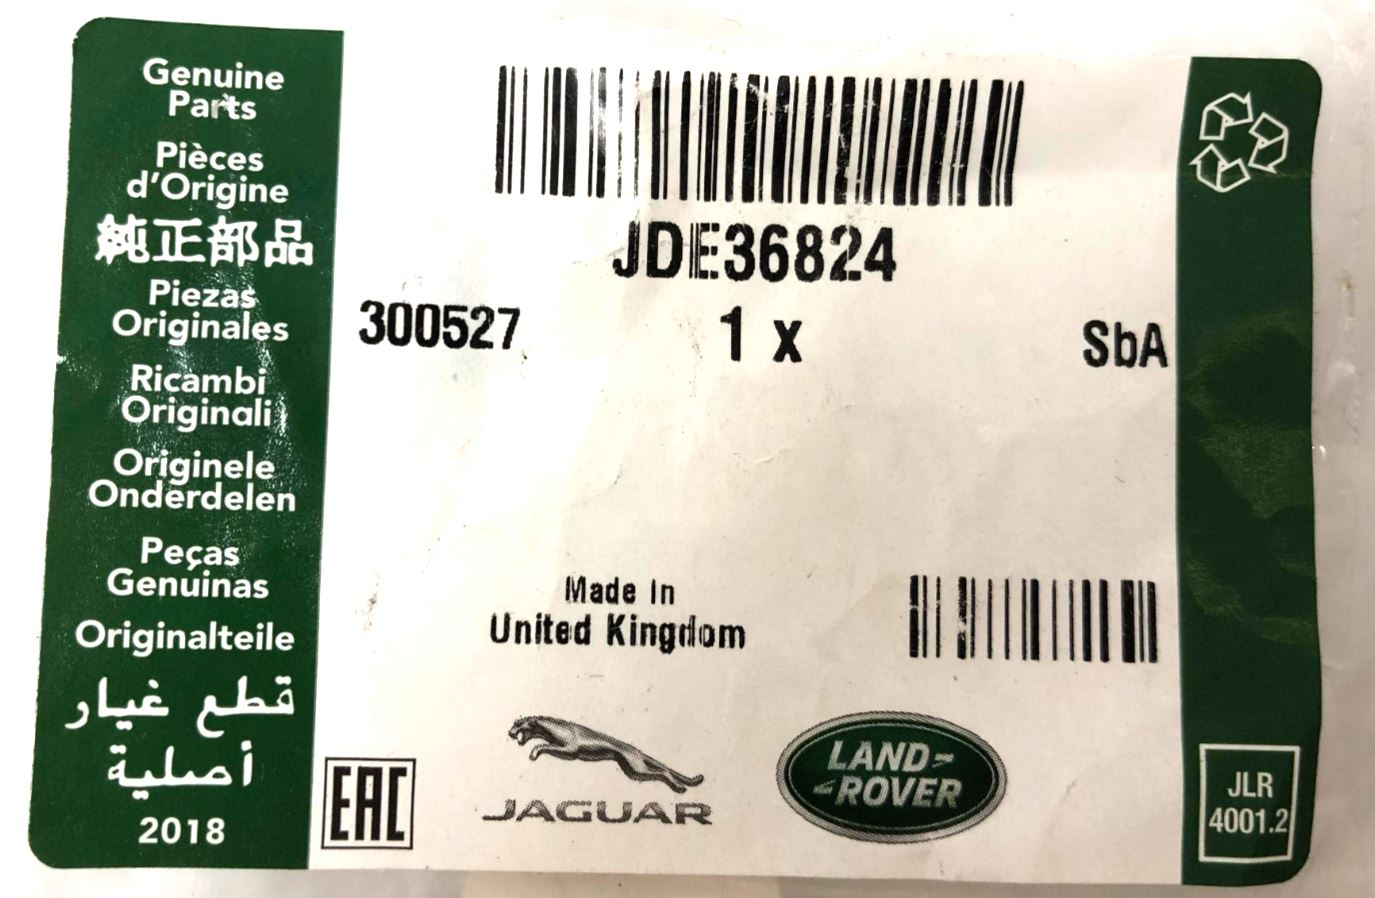 Genuine
Parts
Pièces
d'Origine
純正部品
Piezas
Originales
Ricambi
Originali
Originele
Onderdelen
Peças
Genuinas
Originalteile
قطع غيار
أصلية
2018
JDE36824
300527
1 x
SbA
Made In
United Kingdom
EAC
JAGUAR
LAND-
-ROVER
JLR
4001.2